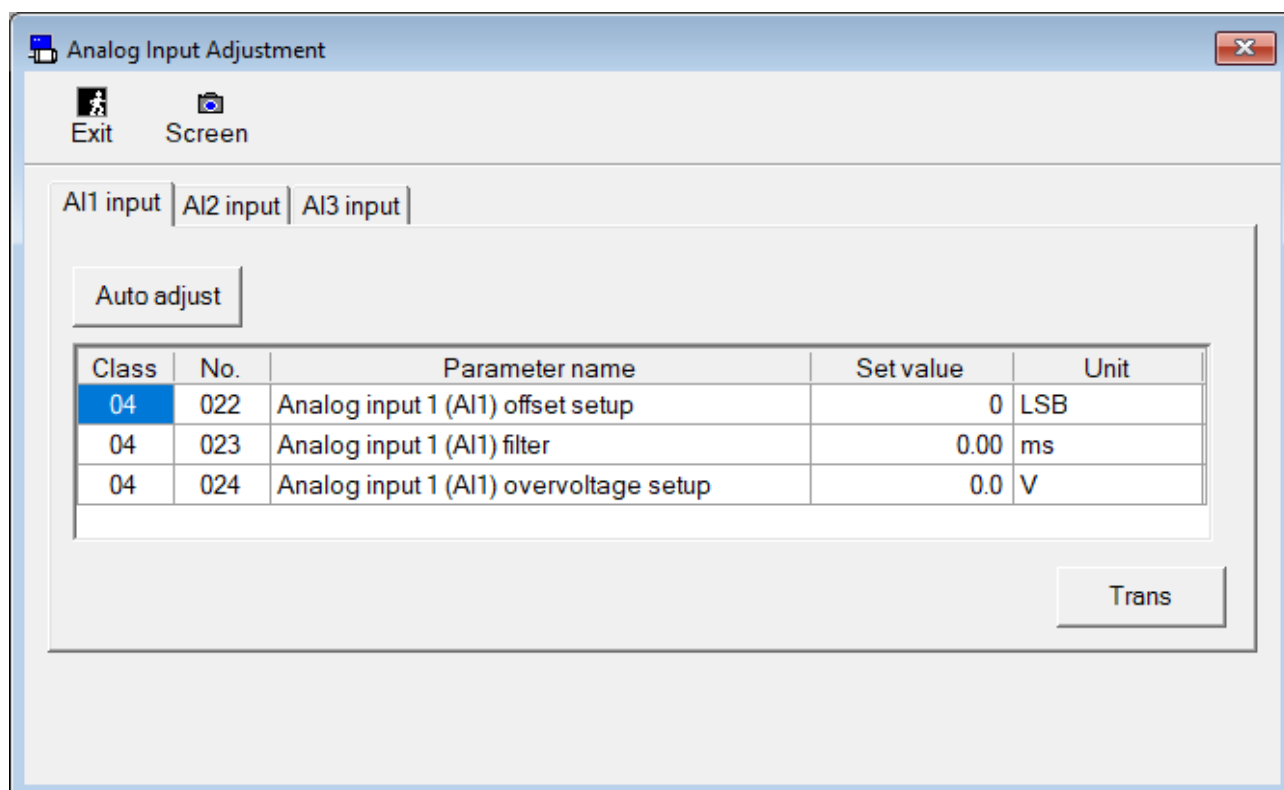 Analog Input Adjustment
Exit Screen
AI1 input AI2 input AI3 input
Auto adjust
Class No. Parameter name Set value Unit
04 022 Analog input 1 (AI1) offset setup 0 LSB
04 023 Analog input 1 (AI1) filter 0.00 ms
04 024 Analog input 1 (AI1) overvoltage setup 0.0 V
Trans